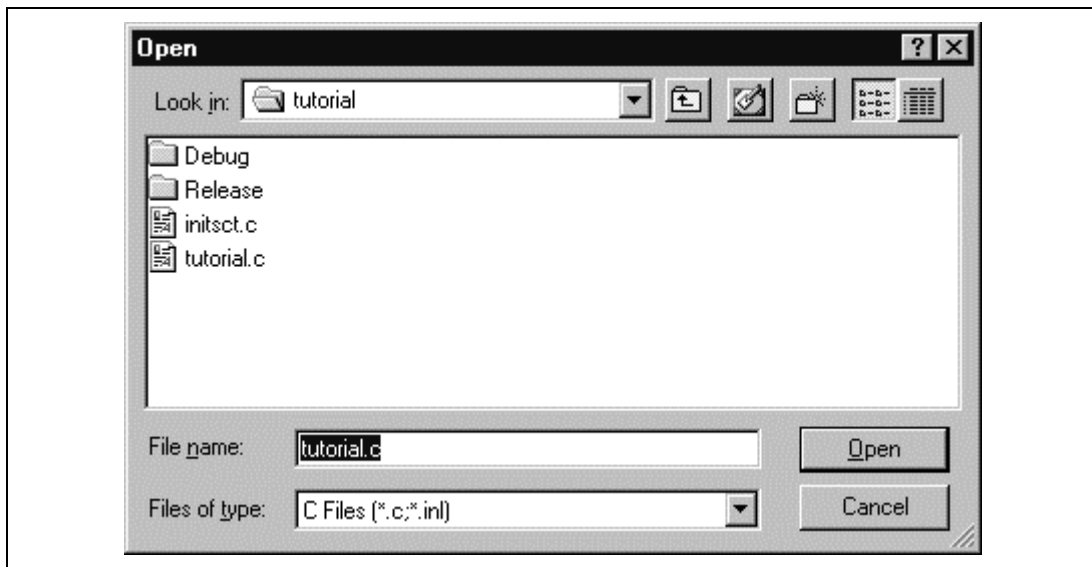 Open
Look in: tutorial
Debug
Release
initsct.c
tutorial.c
File name: tutorial.c Open
Files of type: C Files (*.c;*.inl) Cancel